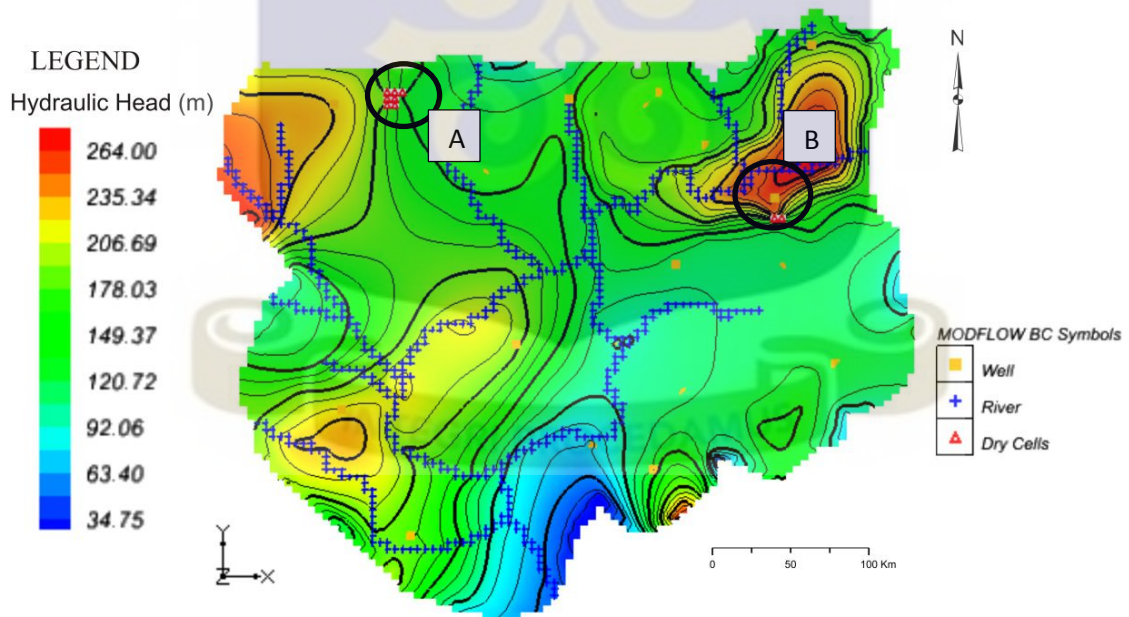 LEGEND
Hydraulic Head (m)
264.00
235.34
206.69
178.03
149.37
120.72
92.06
63.40
34.75
A
B
N
MODFLOW BC Symbols
Well
River
Dry Cells
Y
Z
X
0 50 100 Km